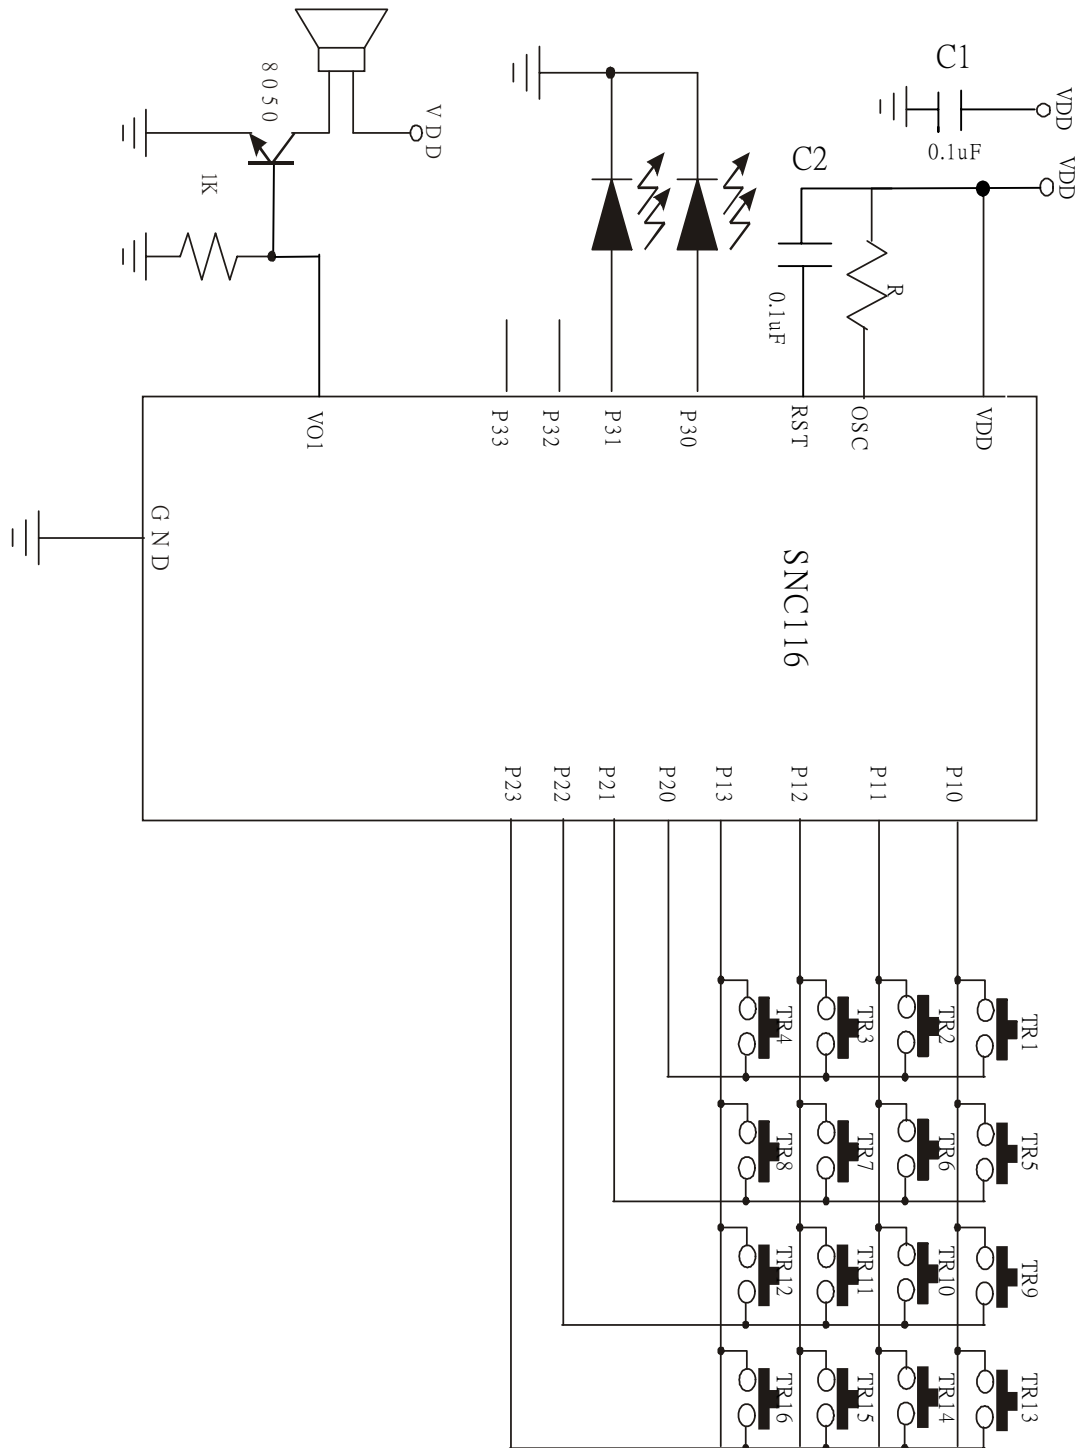 C1
VDD
0.1uF
VDD
C2
8050
VDD
1K
R
0.1uF
VO1
P33
P32
P31
P30
RST
OSC
VDD
GND
SNC116
P23
P22
P21
P20
P13
P12
P11
P10
TR4
TR3
TR2
TR1
TR8
TR7
TR6
TR5
TR12
TR11
TR10
TR9
TR16
TR15
TR14
TR13